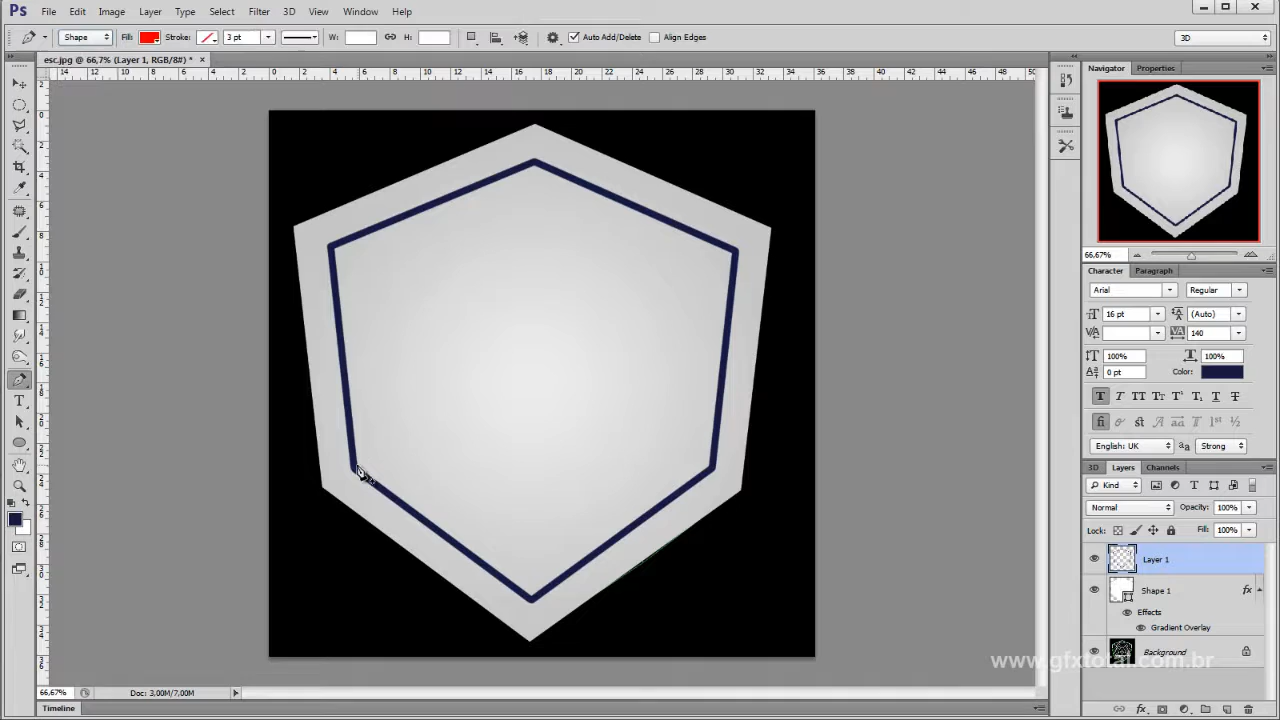 Ps File Edit Image Layer Type Select Filter 3D View Window Help
Shape Fill: Stroke: 3 pt W: H: Auto Add/Delete Align Edges 3D
esc.jpg @ 66,7% (Layer 1, RGB/8#) * ×
Navigator Properties
66,67%
Character Paragraph
Arial Regular
16 pt (Auto)
140
100% 100%
0 pt Color:
English: UK aa Strong
3D Layers Channels
Kind
Normal Opacity: 100%
Lock: Fill: 100%
Layer 1
Shape 1 fx
Effects
Gradient Overlay
Background
www.gfxtotal.com.br
66,67% Doc: 3,00M/7,00M
Timeline